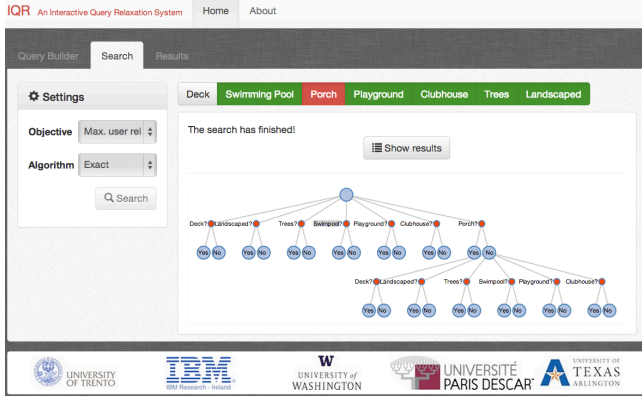 IQR An Interactive Query Relaxation System Home About
Query Builder Search Results
Settings
Deck Swimming Pool Porch Playground Clubhouse Trees Landscaped
Objective Max. user rel
The search has finished!
Show results
Algorithm Exact
Search
Deck? Landscaped? Trees? Swimpool? Playground? Clubhouse? Porch?
Yes No Yes No Yes No Yes No Yes No Yes No Yes No
Deck? Landscaped? Trees? Swimpool? Playground? Clubhouse?
Yes No Yes No Yes No Yes No Yes No Yes No
UNIVERSITY
OF TRENTO
IBM
IBM Research - Ireland
W
UNIVERSITY of
WASHINGTON
UNIVERSITÉ
PARIS DESCAR
UNIVERSITY OF
TEXAS
ARLINGTON